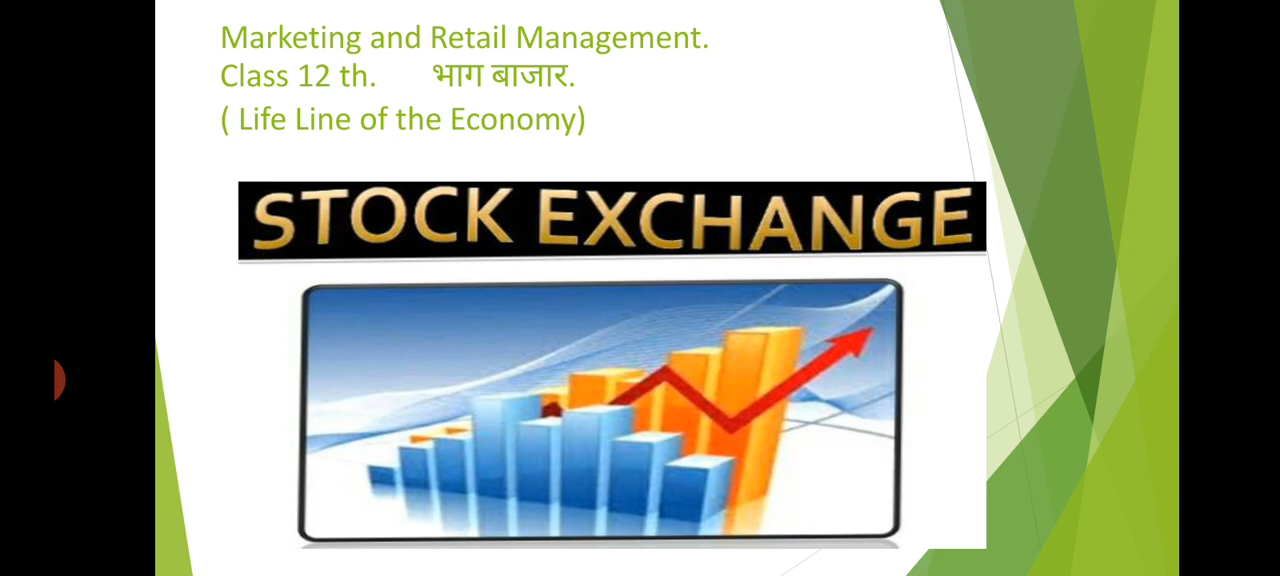 Marketing and Retail Management.
Class 12 th. भाग बाजार.
( Life Line of the Economy)
STOCK EXCHANGE